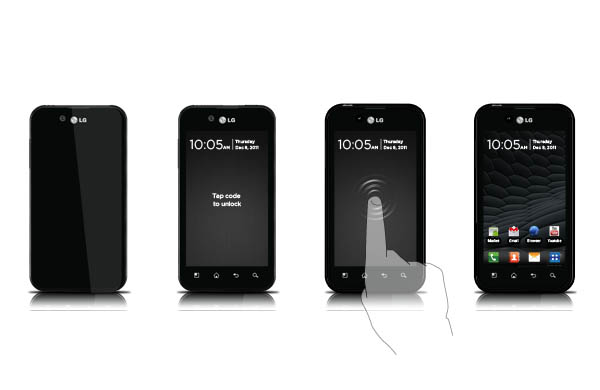 LG
LG
10:05AM
Thursday
Dec 8, 2011
Tap code
to unlock
LG
10:05AM
Thursday
Dec 8, 2011
LG
10:05AM
Thursday
Dec 8, 2011
Market Email Browser Youtube